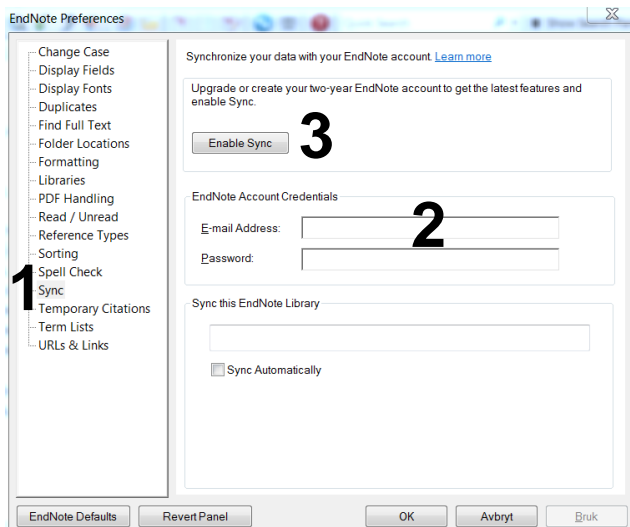 EndNote Preferences
Change Case
Display Fields
Display Fonts
Duplicates
Find Full Text
Folder Locations
Formatting
Libraries
PDF Handling
Read / Unread
Reference Types
Sorting
Spell Check
Sync
Temporary Citations
Term Lists
URLs & Links
1
Synchronize your data with your EndNote account. Learn more
Upgrade or create your two-year EndNote account to get the latest features and
enable Sync.
Enable Sync
3
EndNote Account Credentials
E-mail Address:
2
Password:
Sync this EndNote Library
Sync Automatically
EndNote Defaults
Revert Panel
OK
Avbryt
Bruk